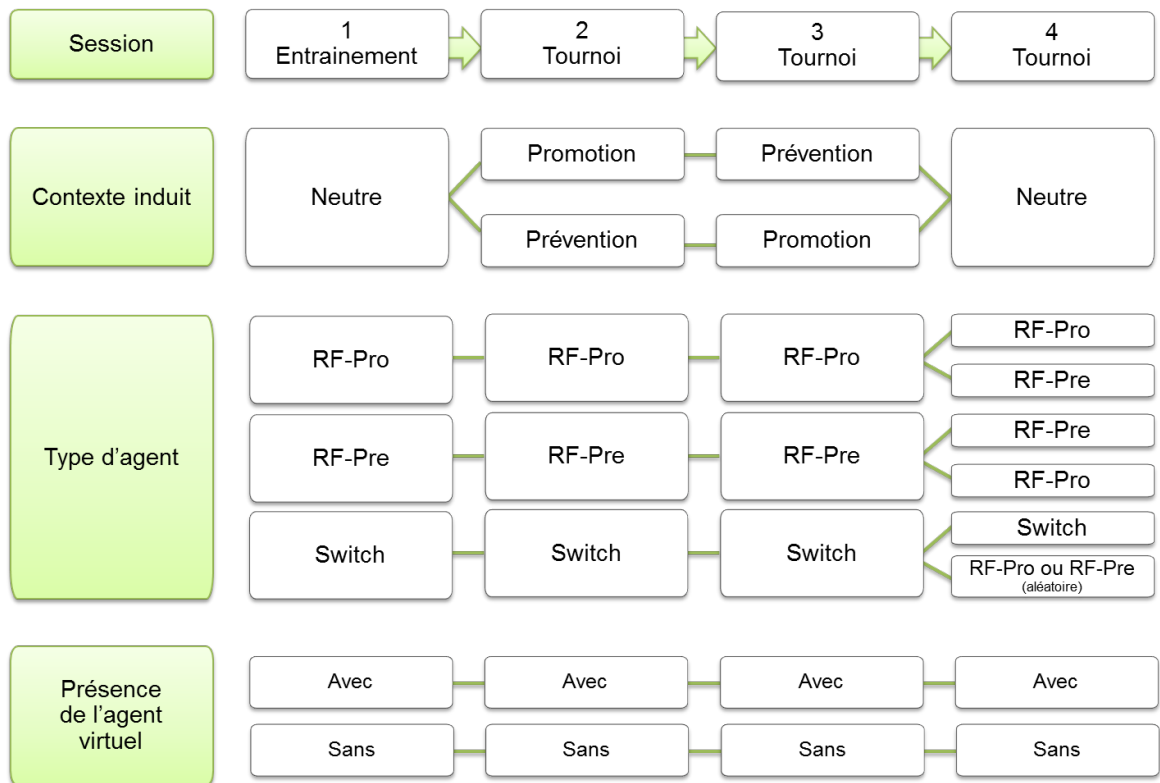 Session
1
Entrainement
2
Tournoi
3
Tournoi
4
Tournoi
Contexte induit
Neutre
Promotion
Prévention
Prévention
Promotion
Neutre
Type d'agent
RF-Pro
RF-Pro
RF-Pro
RF-Pro
RF-Pre
RF-Pre
RF-Pre
RF-Pre
RF-Pre
RF-Pro
Switch
Switch
Switch
Switch
RF-Pro ou RF-Pre
(aléatoire)
Présence
de l'agent
virtuel
Avec
Avec
Avec
Avec
Sans
Sans
Sans
Sans